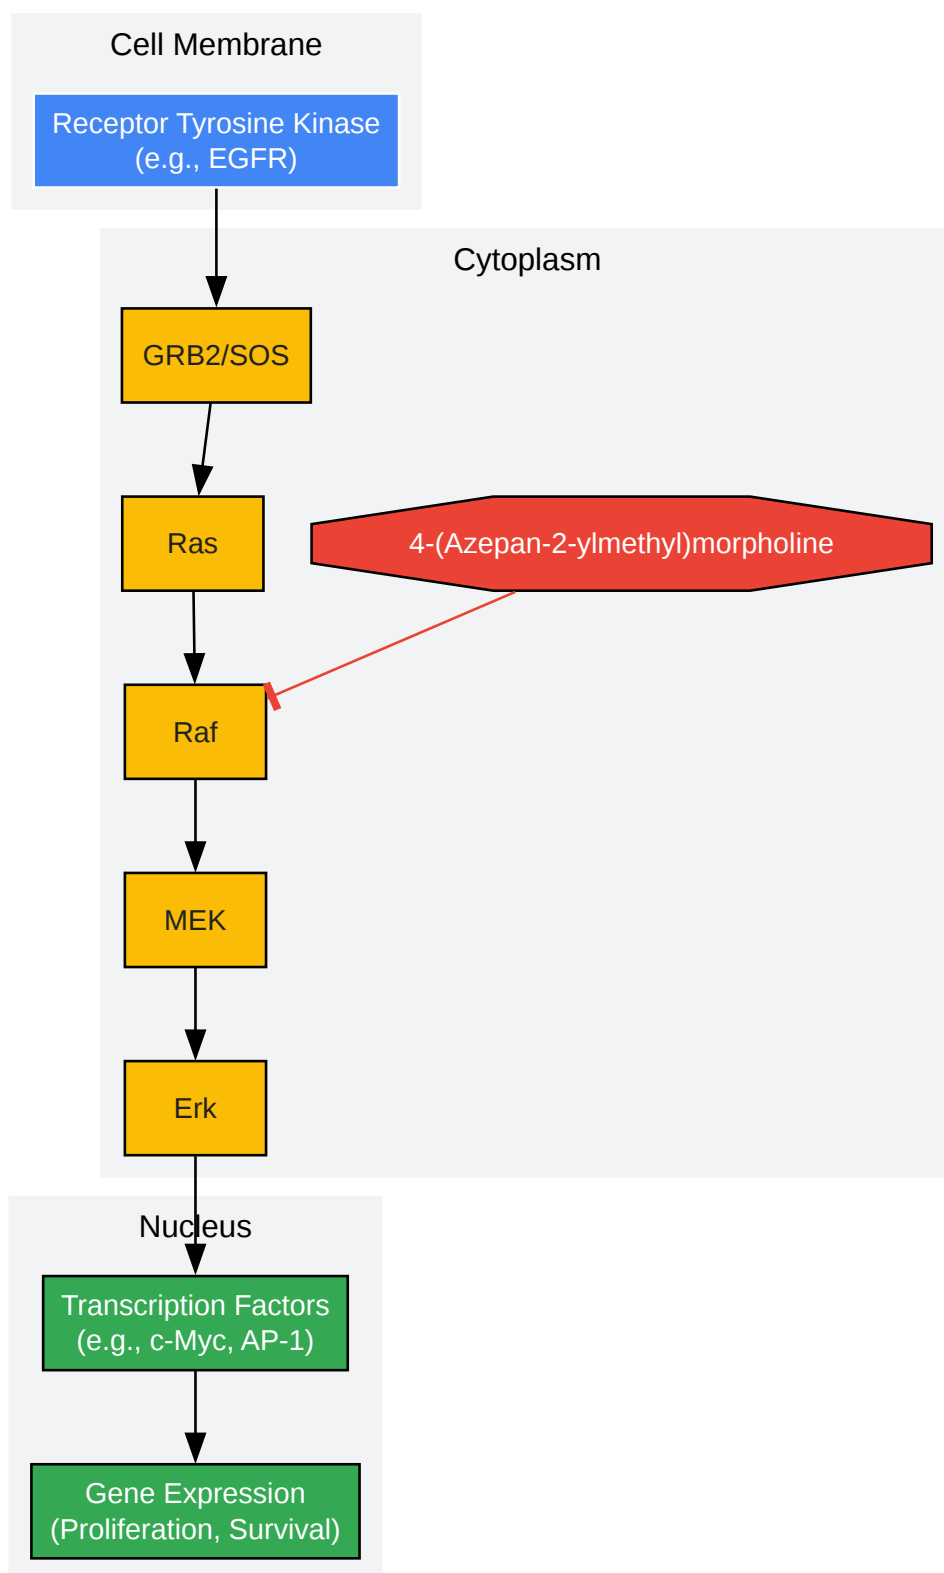 Cell Membrane
Receptor Tyrosine Kinase
(e.g., EGFR)
Cytoplasm
GRB2/SOS
Ras
4-(Azepan-2-ylmethyl)morpholine
Raf
MEK
Erk
Nucleus
Transcription Factors
(e.g., c-Myc, AP-1)
Gene Expression
(Proliferation, Survival)